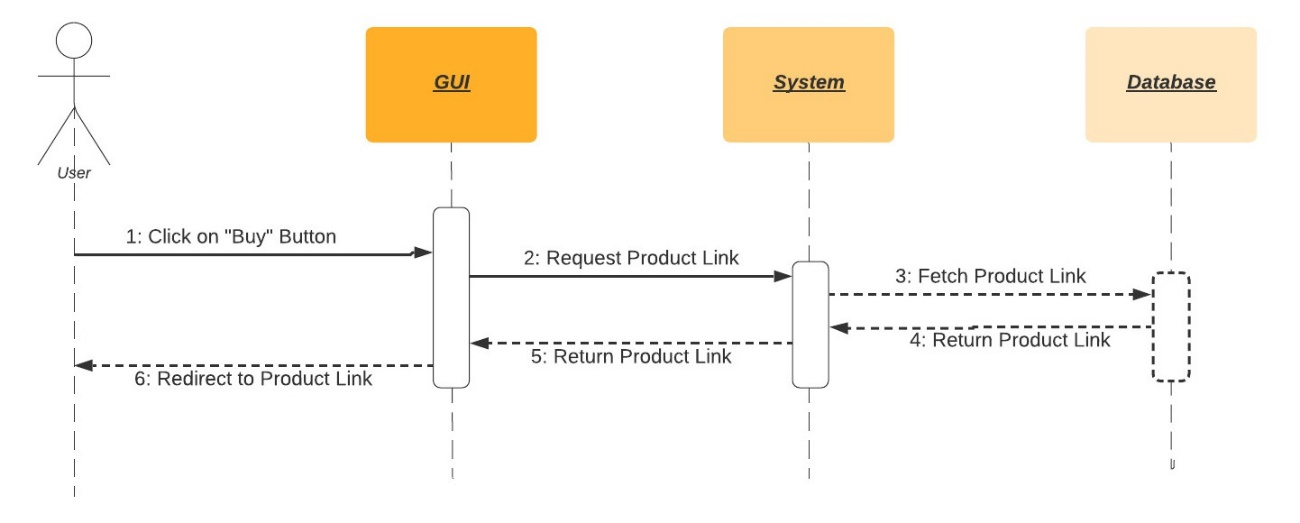 GUI
System
Database
User
1: Click on "Buy" Button
2: Request Product Link
3: Fetch Product Link
4: Return Product Link
5: Return Product Link
6: Redirect to Product Link